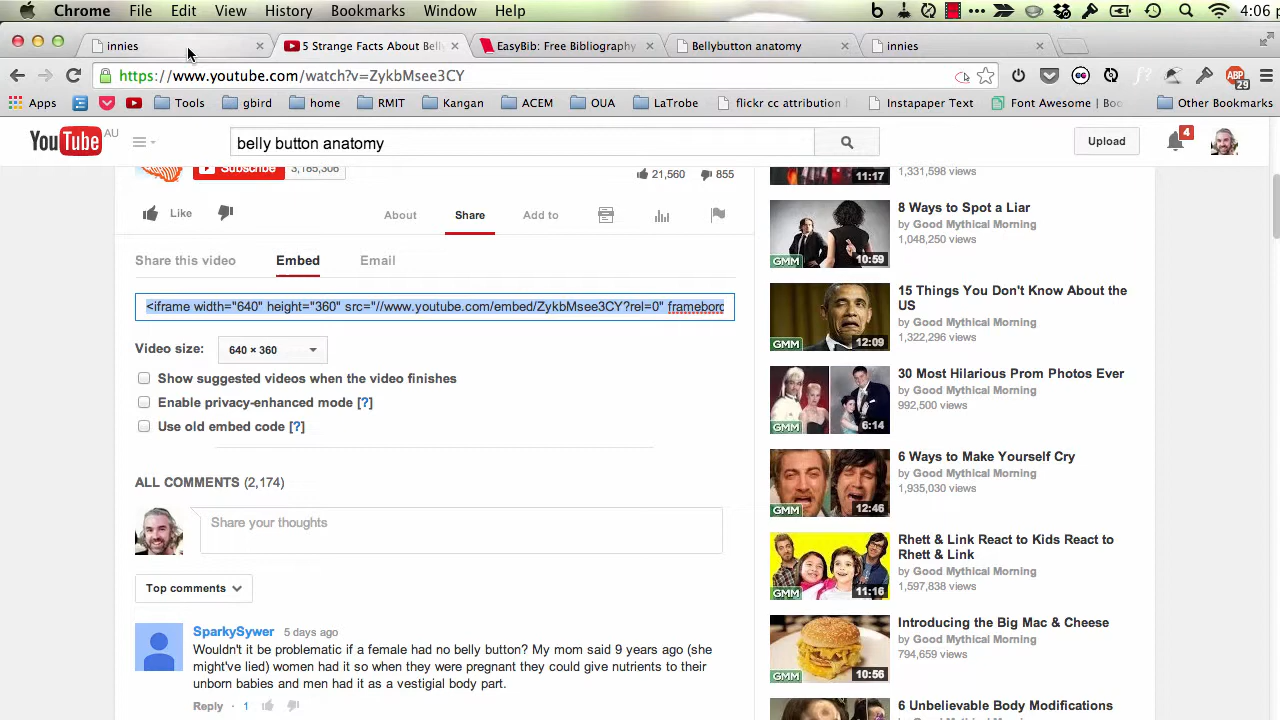 Chrome File Edit View History Bookmarks Window Help 4:06 p
innies 5 Strange Facts About Belly EasyBib: Free Bibliography Bellybutton anatomy innies
https://www.youtube.com/watch?v=ZykbMsee3CY
ABP 29
Apps Tools gbird home RMIT Kangan ACEM OUA LaTrobe flickr cc attribution Instapaper Text Font Awesome | Boo Other Bookmarks
YouTube AU belly button anatomy Upload 4
Subscribe 3,185,306 21,560 855
Like About Share Add to
Share this video Embed Email
<iframe width="640" height="360" src="//www.youtube.com/embed/ZykbMsee3CY?rel=0" frameborc
Video size: 640 × 360
Show suggested videos when the video finishes
Enable privacy-enhanced mode [?]
Use old embed code [?]
ALL COMMENTS (2,174)
Share your thoughts
Top comments
SparkySywer 5 days ago
Wouldn't it be problematic if a female had no belly button? My mom said 9 years ago (she
might've lied) women had it so when they were pregnant they could give nutrients to their
unborn babies and men had it as a vestigial body part.
Reply · 1
11:17
1,331,598 views
8 Ways to Spot a Liar
by Good Mythical Morning
1,048,250 views
GMM 10:59
15 Things You Don't Know About the
US
by Good Mythical Morning
1,322,296 views
GMM 12:09
30 Most Hilarious Prom Photos Ever
by Good Mythical Morning
992,500 views
GMM 6:14
6 Ways to Make Yourself Cry
by Good Mythical Morning
1,935,030 views
GMM 12:46
Rhett & Link React to Kids React to
Rhett & Link
by Good Mythical Morning
1,597,838 views
GMM 11:16
Introducing the Big Mac & Cheese
by Good Mythical Morning
794,659 views
GMM 10:56
6 Unbelievable Body Modifications